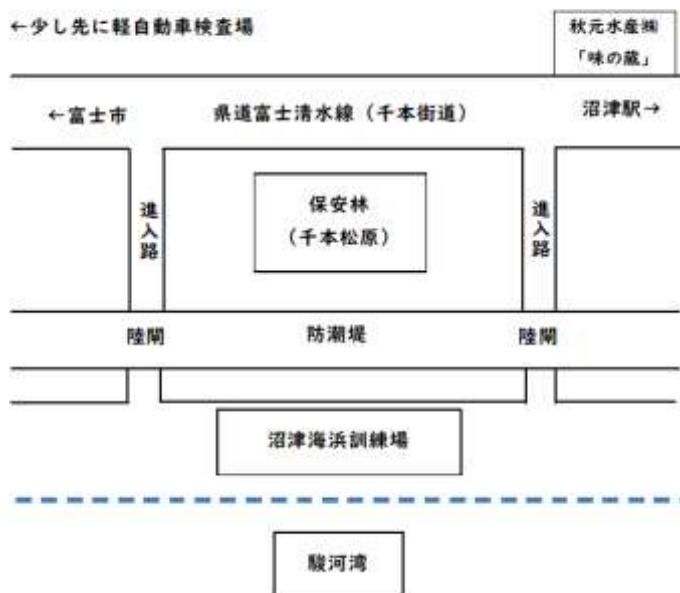 ←少し先に軽自動車検査場
秋元水産㈱
「味の蔵」
←富士市
県道富士清水線（千本街道）
沼津駅→
進入路
保安林
（千本松原）
進入路
陸閘
防潮堤
陸閘
沼津海浜訓練場
駿河湾